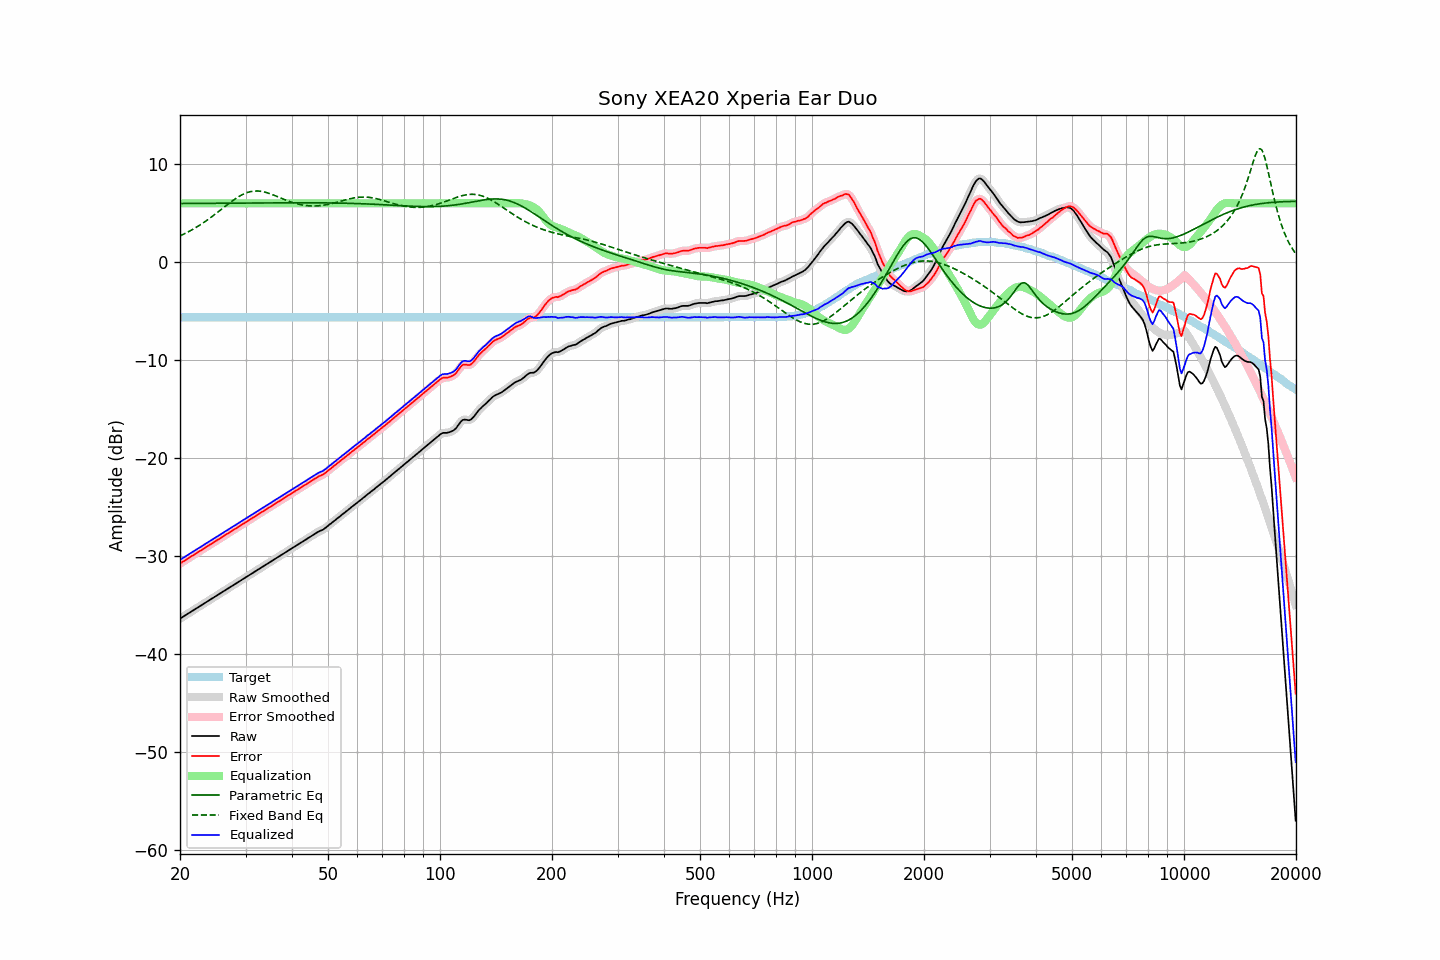 Sony XEA20 Xperia Ear Duo
10
0
−10
−20
−30
−40
−50
−60
Amplitude (dBr)
Target
Raw Smoothed
Error Smoothed
Raw
Error
Equalization
Parametric Eq
Fixed Band Eq
Equalized
20 50 100 200 500 1000 2000 5000 10000 20000
Frequency (Hz)